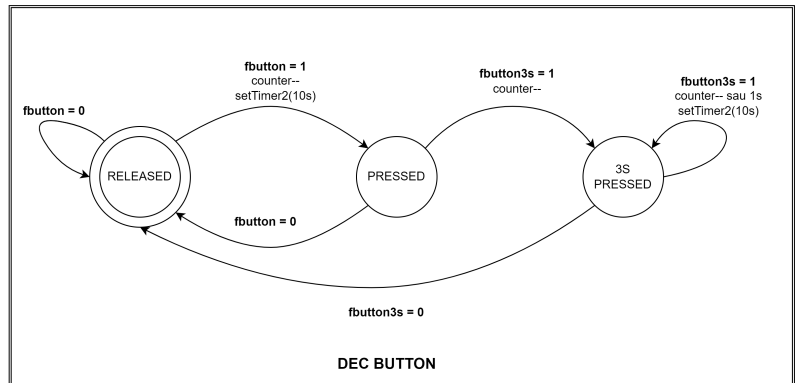 fbutton = 1
counter--
setTimer2(10s)
fbutton3s = 1
counter--
fbutton3s = 1
counter-- sau 1s
setTimer2(10s)
fbutton = 0
RELEASED
PRESSED
3S
PRESSED
fbutton = 0
fbutton3s = 0
DEC BUTTON